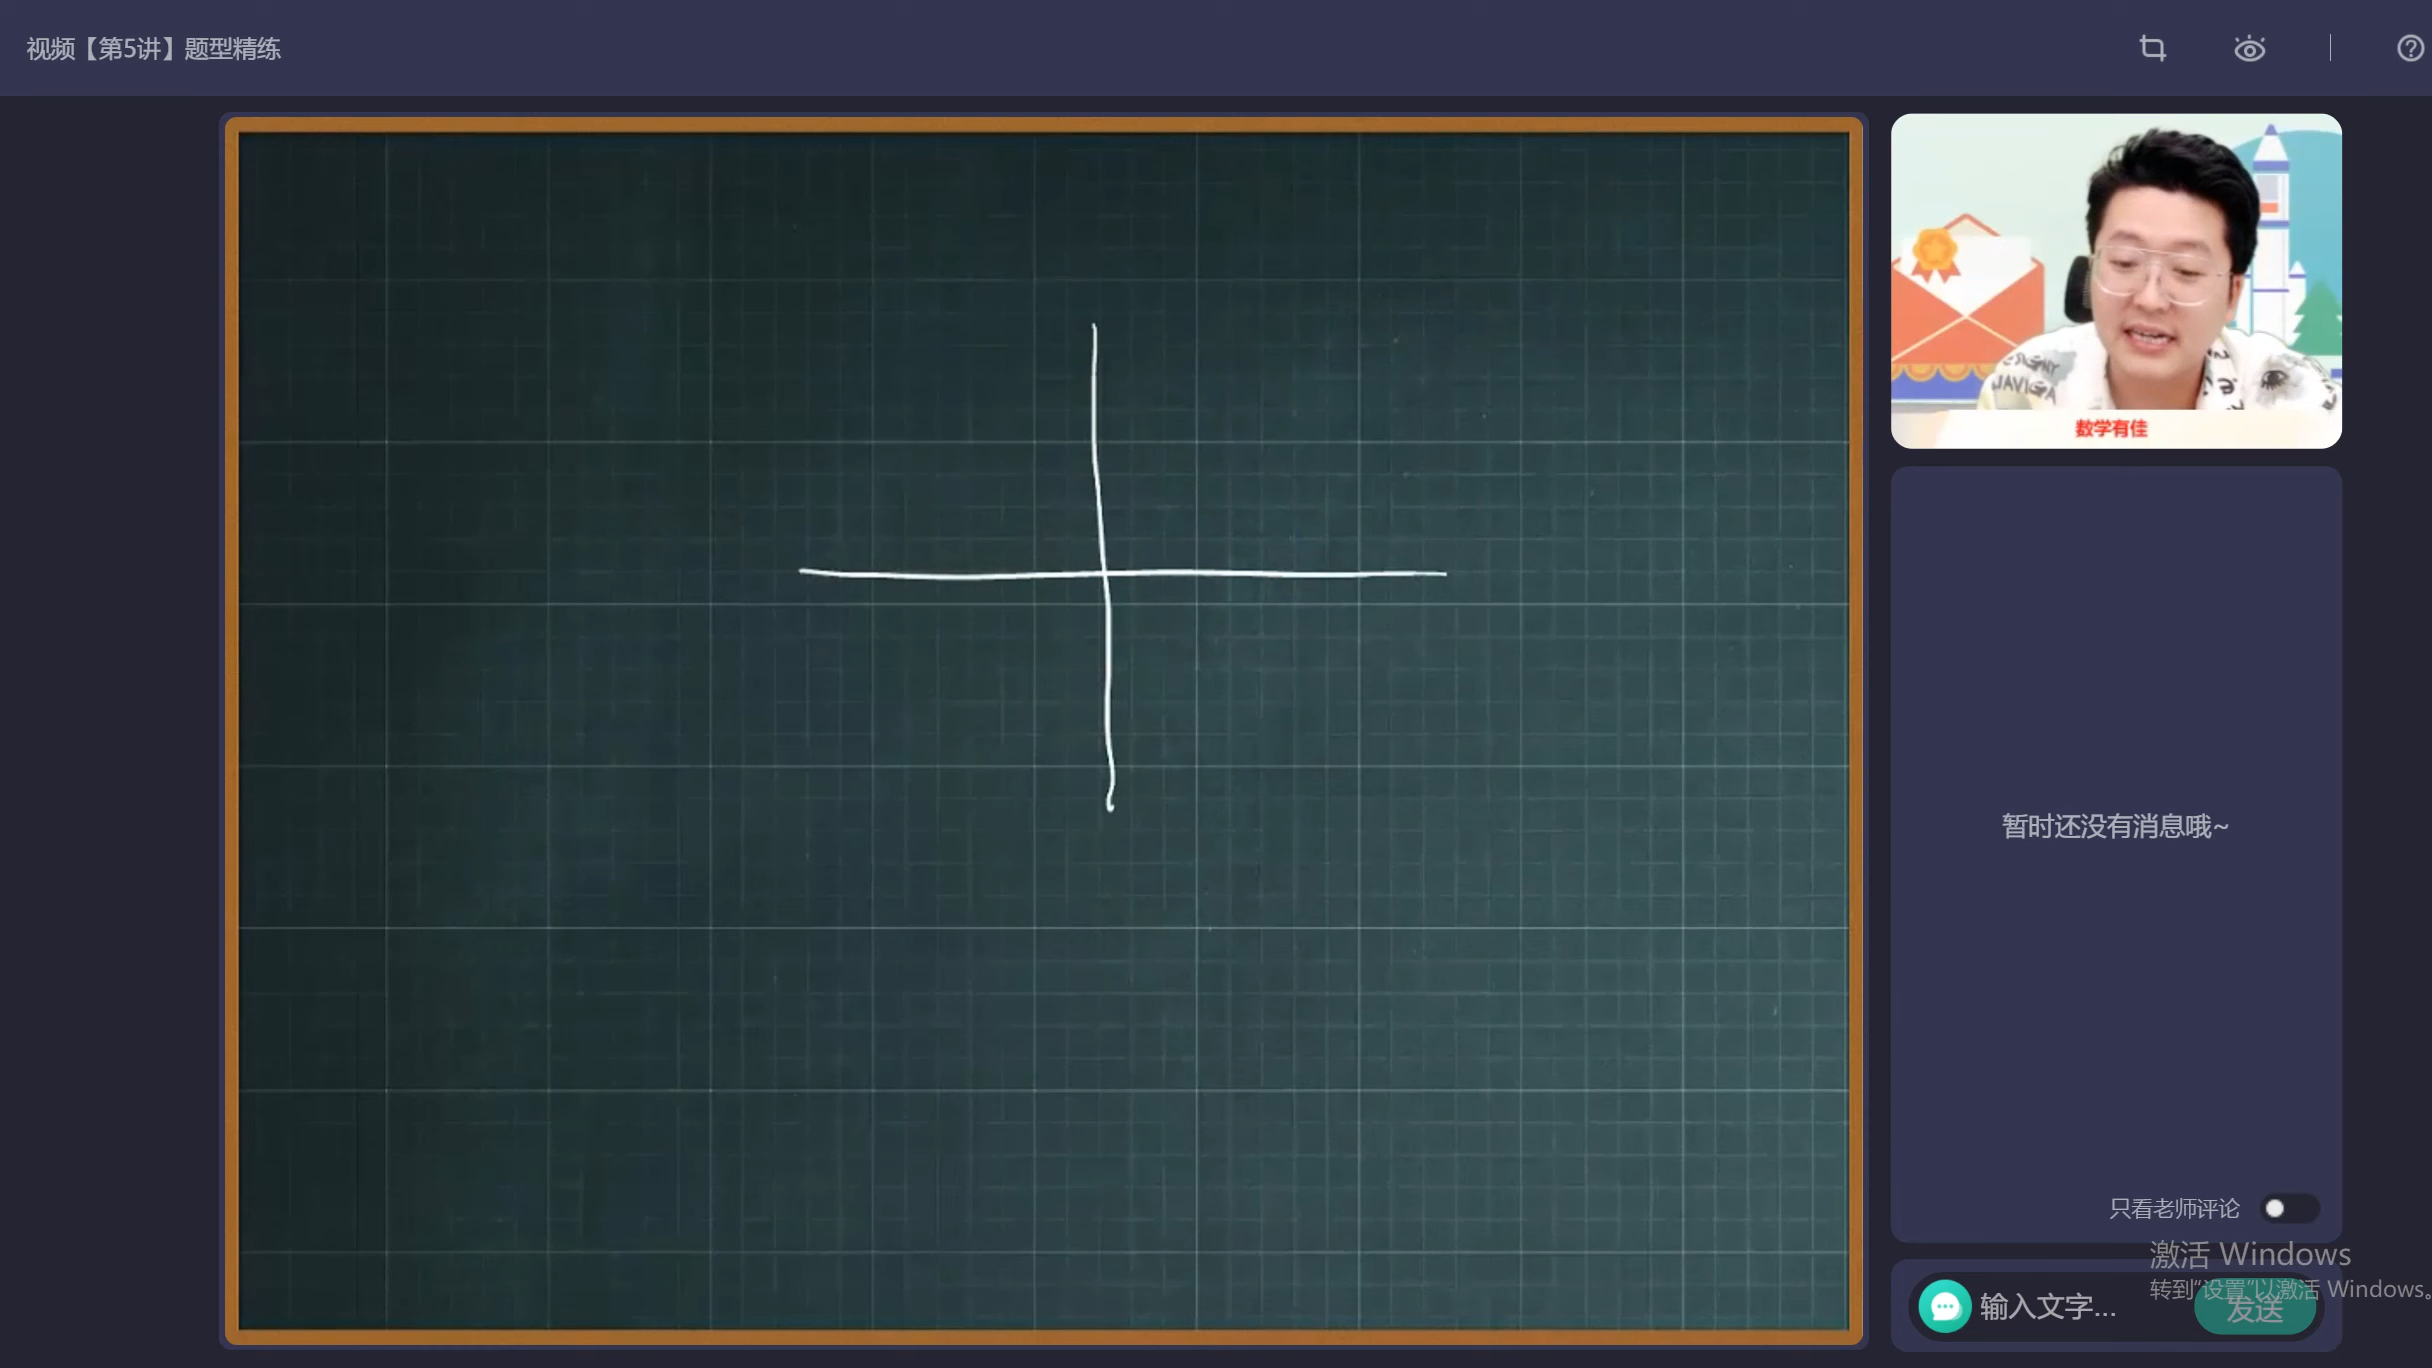 视频【第5讲】题型精练
数学有佳
暂时还没有消息哦~
只看老师评论
激活 Windows
转到"设置"以激活 Windows。
输入文字...
发送